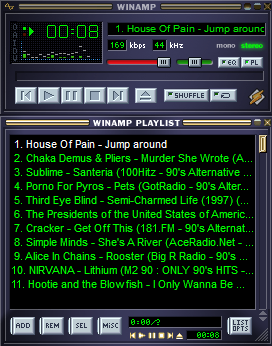 WINAMP
00:08
1. House Of Pain - Jump around
169 kbps 44 kHz mono stereo
EQ PL
SHUFFLE
WINAMP PLAYLIST
1. House Of Pain - Jump around
2. Chaka Demus & Pliers - Murder She Wrote (A...
3. Sublime - Santeria (100Hitz - 90's Alternative ...
4. Porno For Pyros - Pets (GotRadio - 90's Alter...
5. Third Eye Blind - Semi-Charmed Life (1997) (...
6. The Presidents of the United States of Americ...
7. Cracker - Get Off This (181.FM - 90's Alternat...
8. Simple Minds - She's A River (AceRadio.Net - ...
9. Alice In Chains - Rooster (Big R Radio - 90's ...
10. NIRVANA - Lithium (M2 90 : ONLY 90's HITS - ...
11. Hootie and the Blowfish - I Only Wanna Be ...
ADD REM SEL MISC 0:00/? LIST
OPTS
00:08